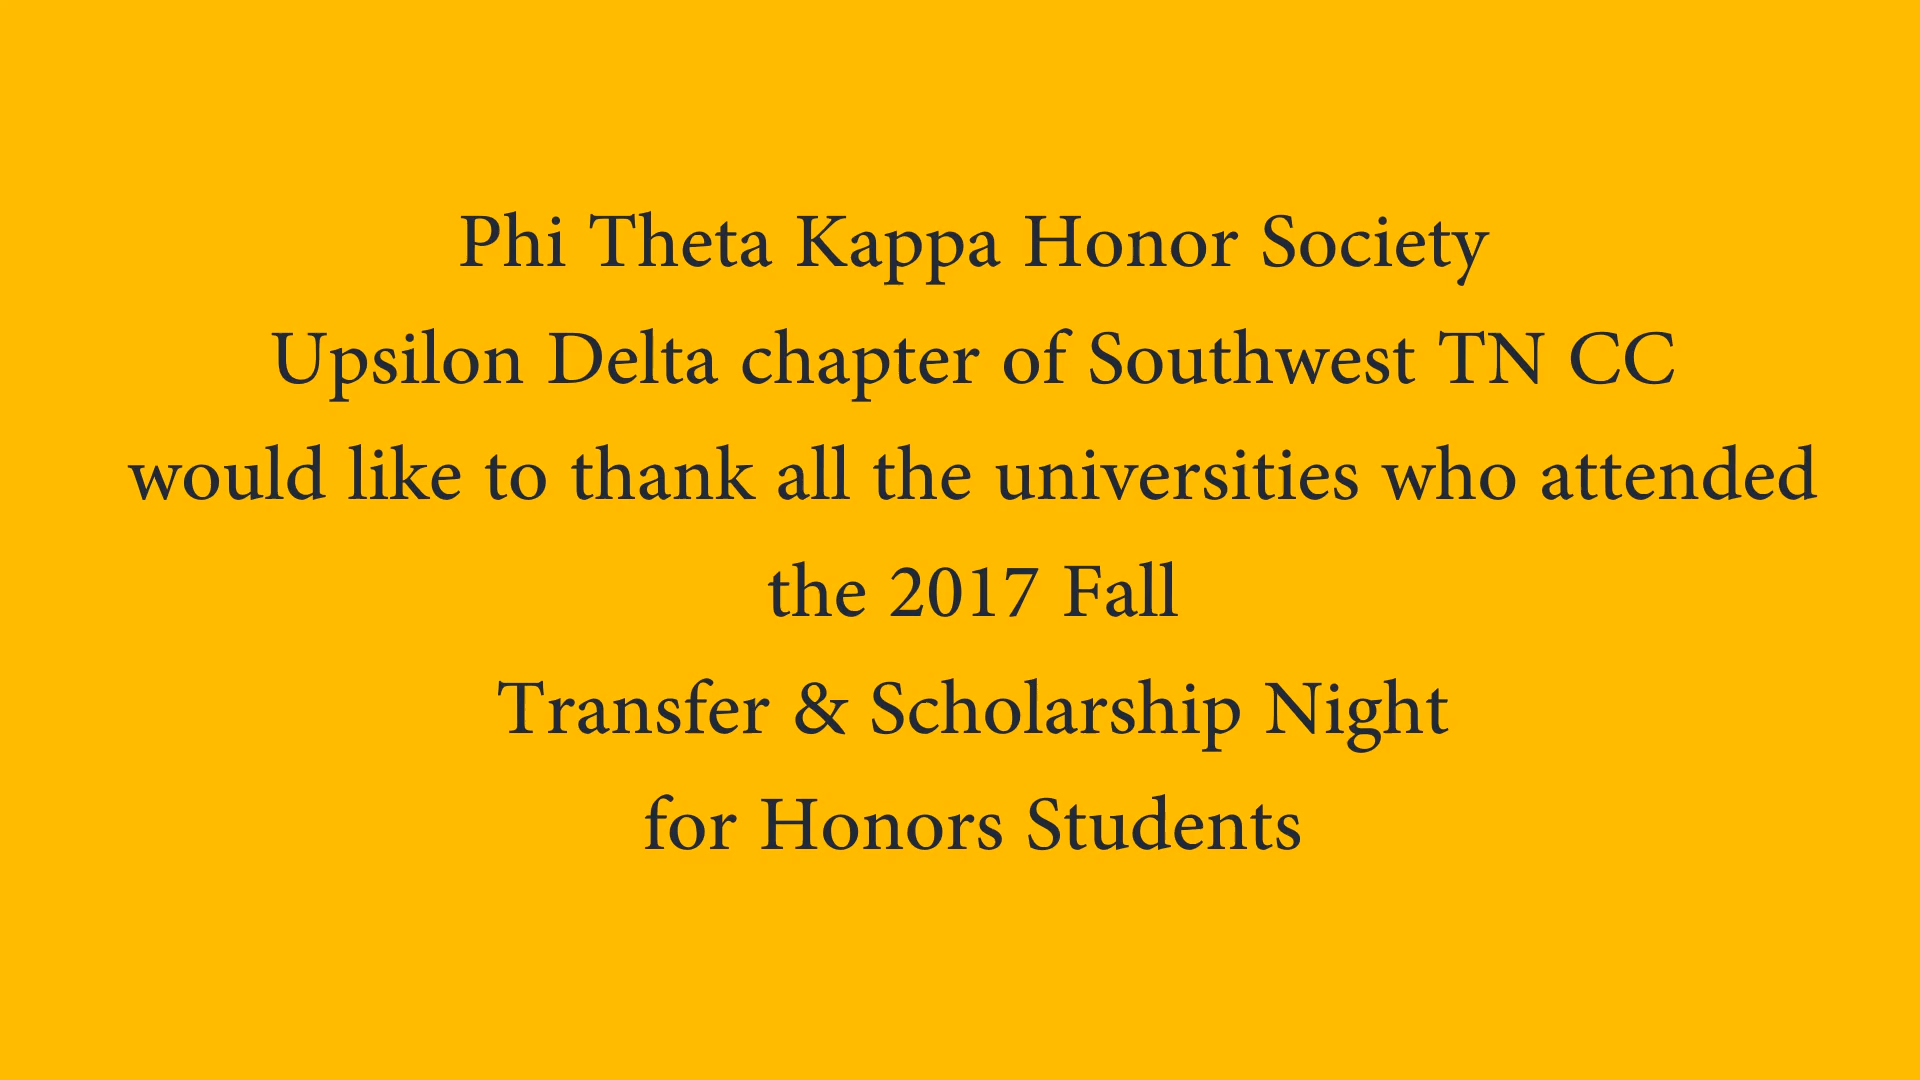 Phi Theta Kappa Honor Society
Upsilon Delta chapter of Southwest TN CC
would like to thank all the universities who attended
the 2017 Fall
Transfer & Scholarship Night
for Honors Students